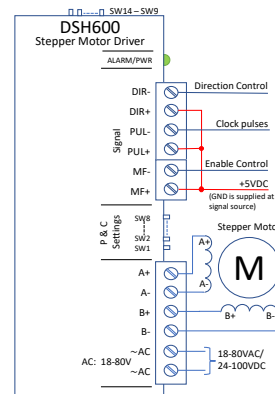 SW14 – SW9
DSH600
Stepper Motor Driver
ALARM/PWR
DIR-
Direction Control
DIR+
PUL-
Clock pulses
Signal
PUL+
MF-
Enable Control
MF+
+5VDC
(GND is supplied at
signal source)
P & C
Settings
SW8
SW2
SW1
Stepper Moto
A+
A+
A-
A-
M
B+
B+
B-
B-
~AC
18-80VAC/
AC: 18-80V
24-100VDC
~AC